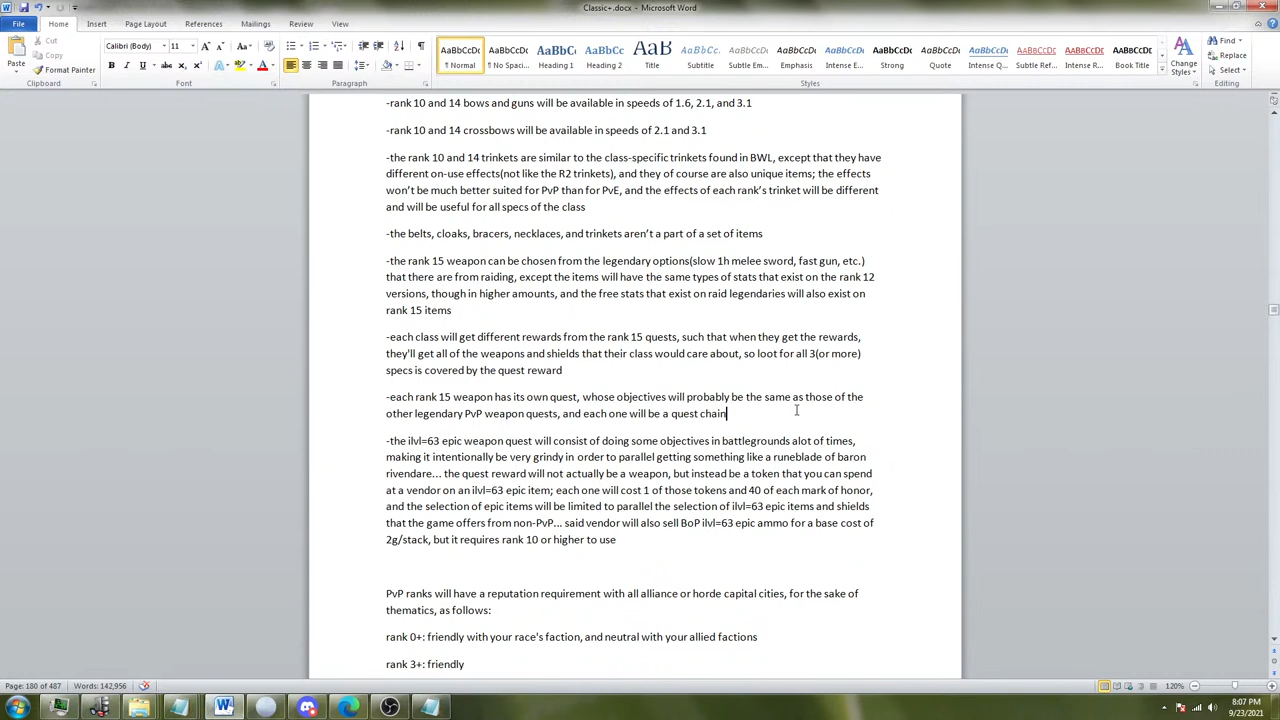 Classic+.docx - Microsoft Word
File Home Insert Page Layout References Mailings Review View
Cut
Copy
Format Painter
Paste
Clipboard
Calibri (Body) 11
Font
Paragraph
AaBbCcDc AaBbCcDc AaBbC AaBbCc AaB AaBbCcD AaBbCcDc AaBbCcDc AaBbCcDc AaBbCcDc AaBbCcDc AaBbCcDc AaBbCcDc AaBbCcDc AaBbCcDc
¶ Normal ¶ No Spaci... Heading 1 Heading 2 Title Subtitle Subtle Em... Emphasis Intense E... Strong Quote Intense Q... Subtle Ref... Intense R... Book Title
Change Styles
Styles
Find
Replace
Select
Editing
-rank 10 and 14 bows and guns will be available in speeds of 1.6, 2.1, and 3.1
-rank 10 and 14 crossbows will be available in speeds of 2.1 and 3.1
-the rank 10 and 14 trinkets are similar to the class-specific trinkets found in BWL, except that they have
different on-use effects(not like the R2 trinkets), and they of course are also unique items; the effects
won't be much better suited for PvP than for PvE, and the effects of each rank's trinket will be different
and will be useful for all specs of the class
-the belts, cloaks, bracers, necklaces, and trinkets aren't a part of a set of items
-the rank 15 weapon can be chosen from the legendary options(slow 1h melee sword, fast gun, etc.)
that there are from raiding, except the items will have the same types of stats that exist on the rank 12
versions, though in higher amounts, and the free stats that exist on raid legendaries will also exist on
rank 15 items
-each class will get different rewards from the rank 15 quests, such that when they get the rewards,
they'll get all of the weapons and shields that their class would care about, so loot for all 3(or more)
specs is covered by the quest reward
-each rank 15 weapon has its own quest, whose objectives will probably be the same as those of the
other legendary PvP weapon quests, and each one will be a quest chain
-the ilvl=63 epic weapon quest will consist of doing some objectives in battlegrounds alot of times,
making it intentionally be very grindy in order to parallel getting something like a runeblade of baron
rivendare... the quest reward will not actually be a weapon, but instead be a token that you can spend
at a vendor on an ilvl=63 epic item; each one will cost 1 of those tokens and 40 of each mark of honor,
and the selection of epic items will be limited to parallel the selection of ilvl=63 epic items and shields
that the game offers from non-PvP... said vendor will also sell BoP ilvl=63 epic ammo for a base cost of
2g/stack, but it requires rank 10 or higher to use
PvP ranks will have a reputation requirement with all alliance or horde capital cities, for the sake of
thematics, as follows:
rank 0+: friendly with your race's faction, and neutral with your allied factions
rank 3+: friendly
Page: 180 of 487 Words: 142,956 120%
8:07 PM
9/23/2021